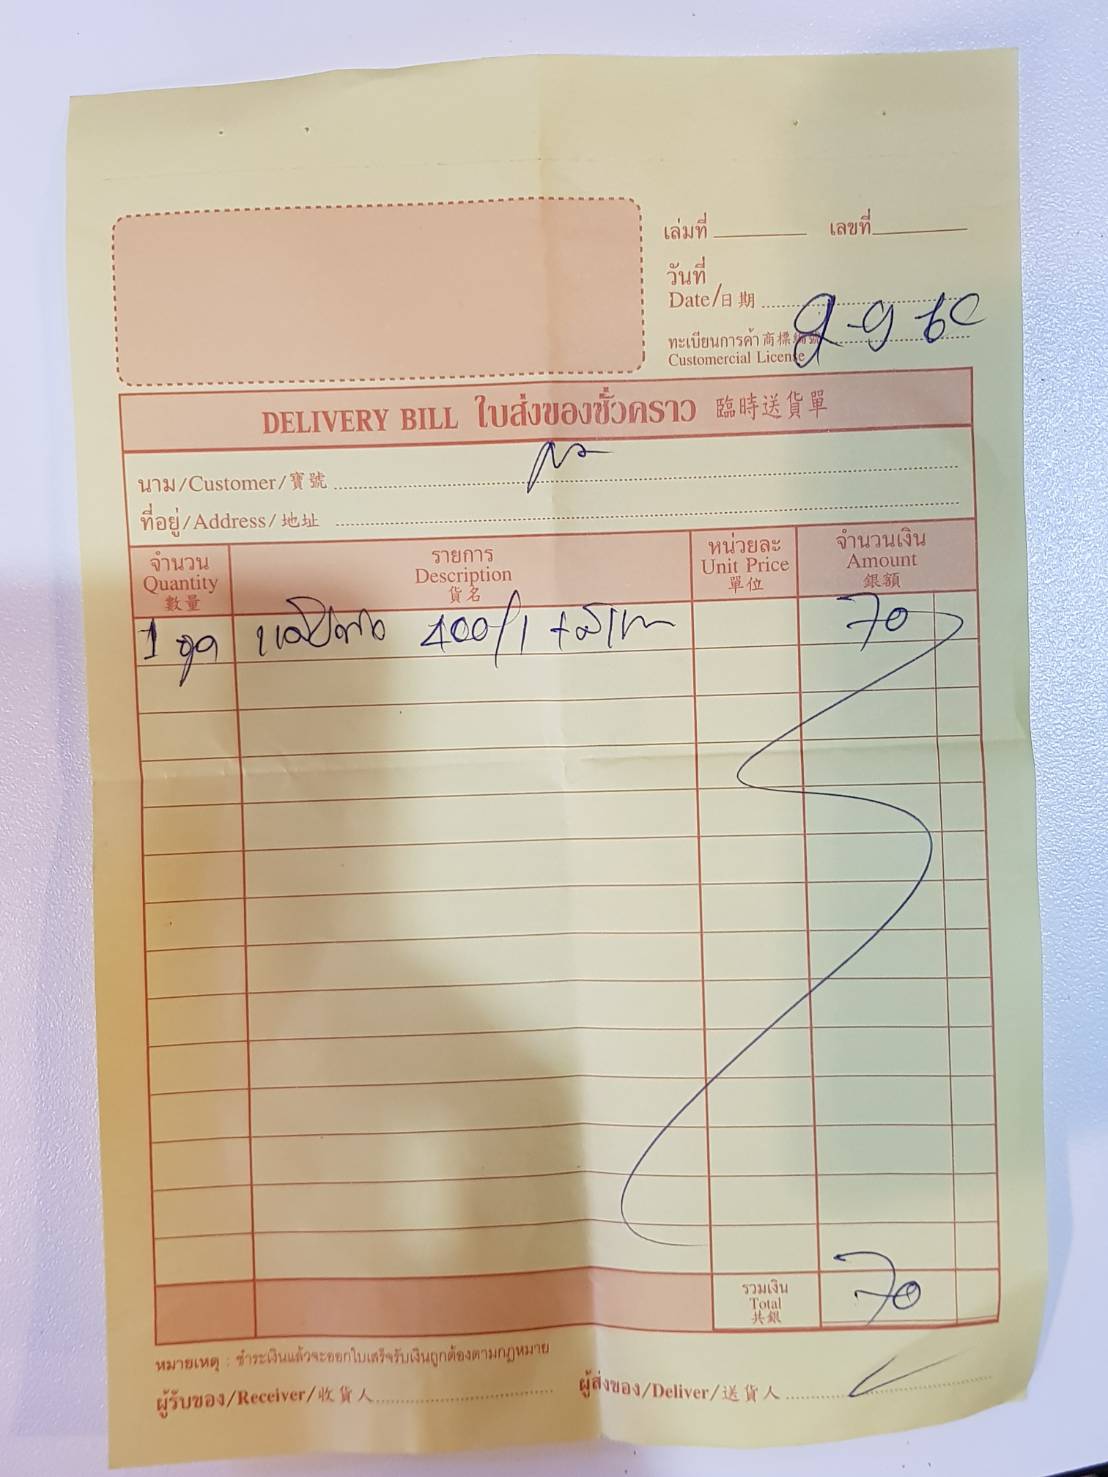 เล่มที่ เลขที่
วันที่
Date/日期 9-9 60
ทะเบียนการค้า 商標
Customercial License
DELIVERY BILL ใบส่งของชั่วคราว 臨時送貨單
นาม/Customer/寶號
ที่อยู่/Address/地址
จำนวน รายการ หน่วยละ จำนวนเงิน
Quantity Description Unit Price Amount
數量 貨名 單位 銀額
1 ชุด 400/1 70
รวมเงิน
Total 70
共銀
หมายเหตุ : ชำระเงินแล้วจะออกใบเสร็จรับเงินถูกต้องตามกฎหมาย
ผู้รับของ/Receiver/收貨人 ผู้ส่งของ/Deliver/送貨人